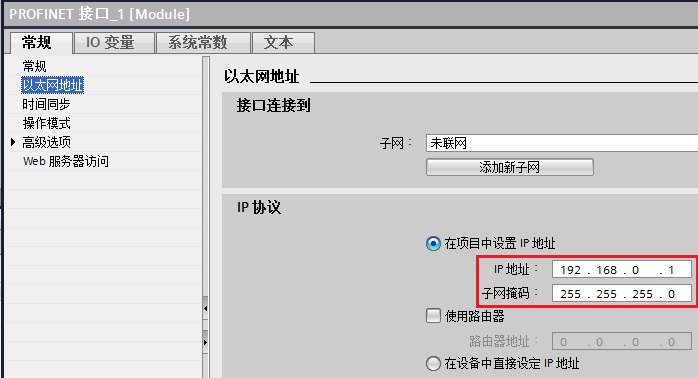 PROFINET 接口_1 [Module]
常规 IO 变量 系统常数 文本
常规
以太网地址
时间同步
操作模式
高级选项
Web 服务器访问
以太网地址
接口连接到
子网： 未联网
添加新子网
IP 协议
在项目中设置 IP 地址
IP 地址： 192 . 168 . 0 . 1
子网掩码： 255 . 255 . 255 . 0
使用路由器
路由器地址： 0 . 0 . 0 . 0
在设备中直接设定 IP 地址